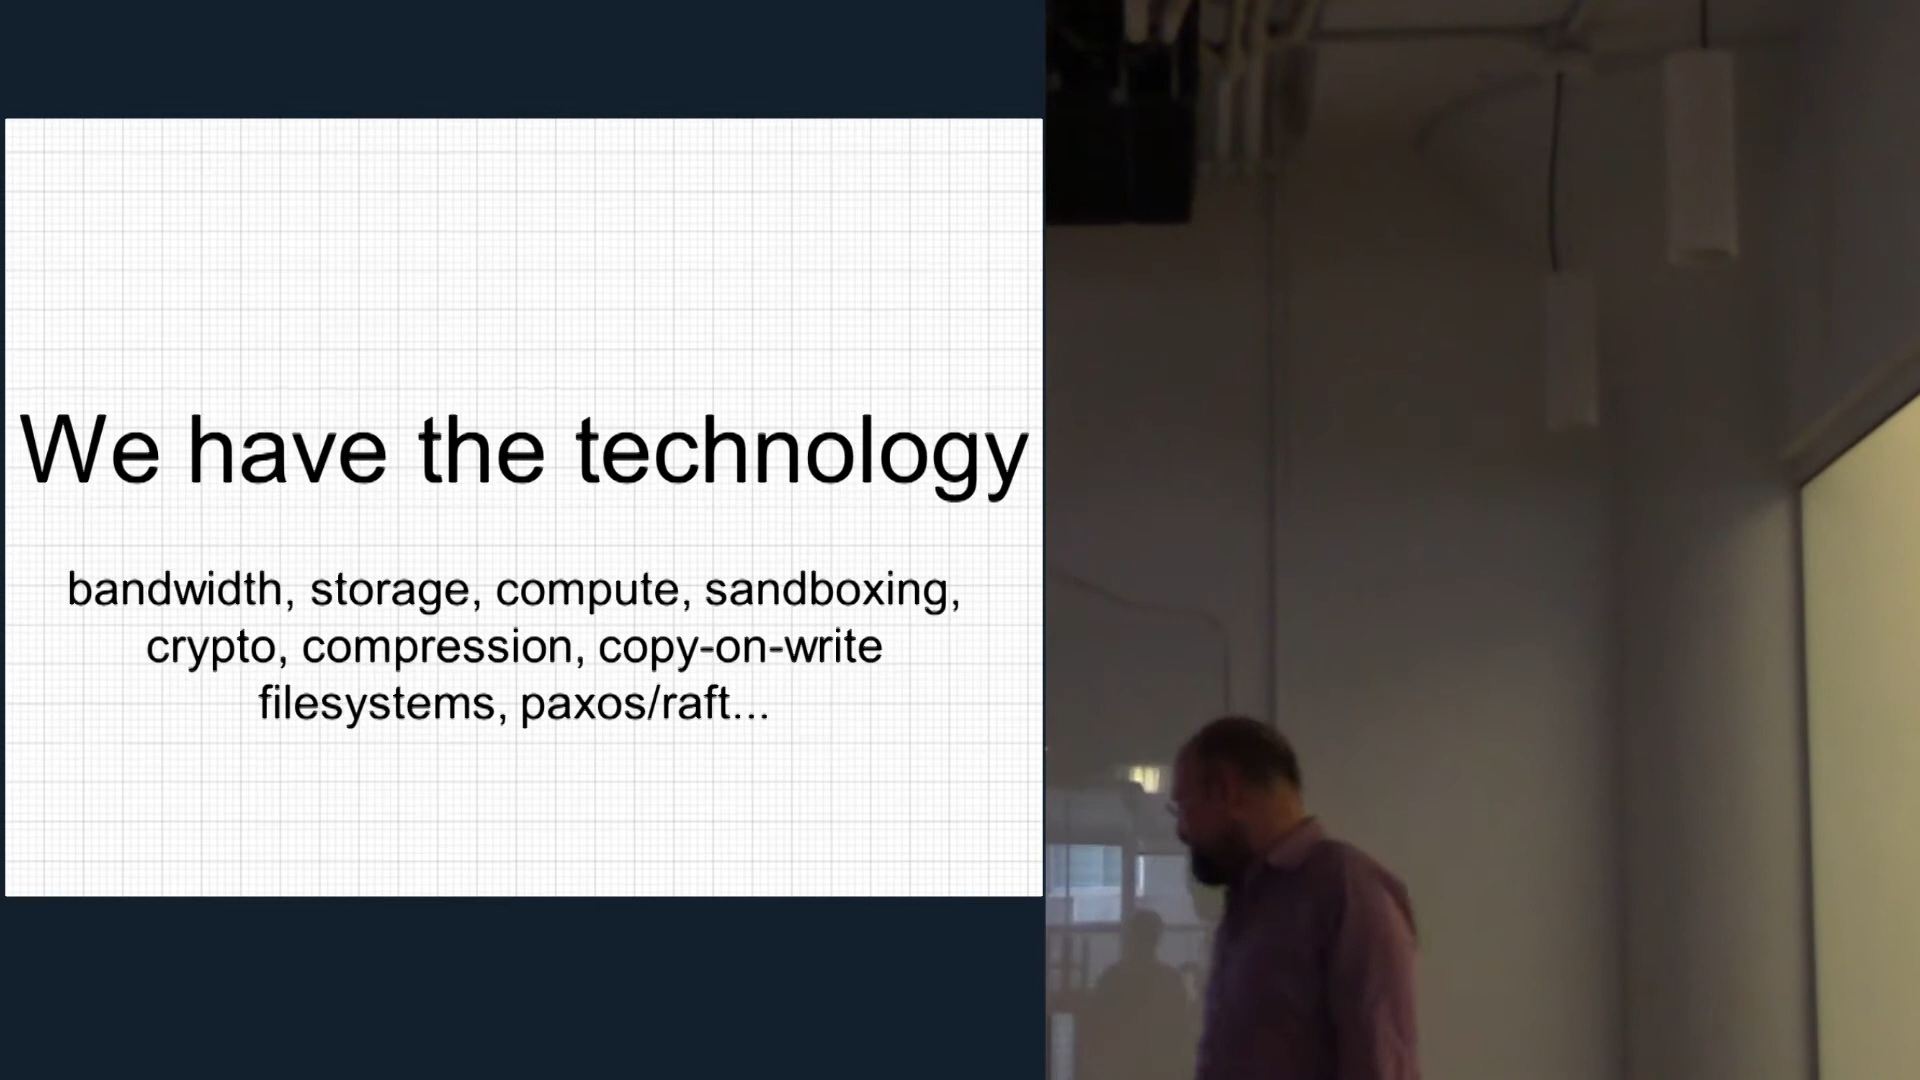 We have the technology
bandwidth, storage, compute, sandboxing,
crypto, compression, copy-on-write
filesystems, paxos/raft...